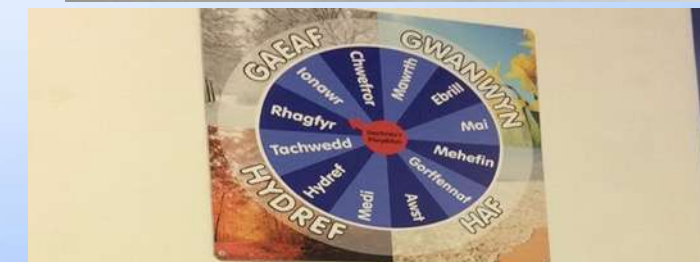 GAEAF
GWANWYN
HAF
HYDREF
Ionawr
Chwefror
Mawrth
Ebrill
Mai
Mehefin
Gorffennaf
Awst
Medi
Hydref
Tachwedd
Rhagfyr